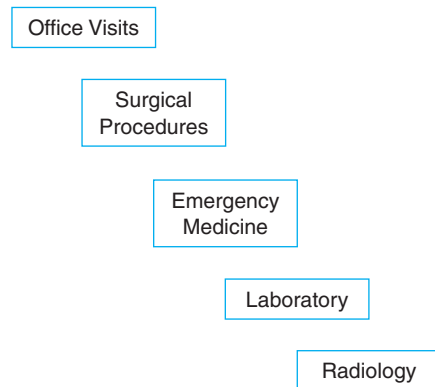 Office Visits
Surgical
Procedures
Emergency
Medicine
Laboratory
Radiology